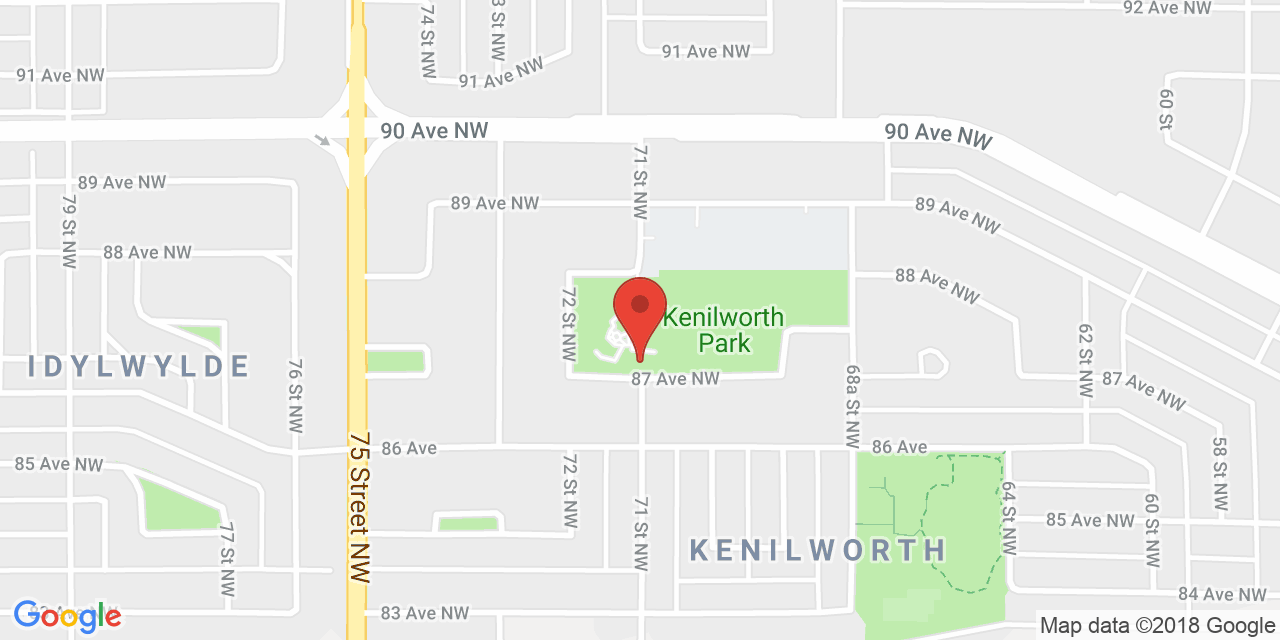 92 Ave NW
74 St NW
St NW
91 Ave NW
91 Ave NW
91 Ave NW
60 St
90 Ave NW
90 Ave NW
71 St NW
89 Ave NW
89 Ave NW
89 Ave NW
79 St NW
88 Ave NW
88 Ave NW
72 St NW
Kenilworth
Park
62 St NW
IDYLWYLDE
76 St NW
87 Ave NW
87 Ave NW
68a St NW
75 Street NW
86 Ave
86 Ave
58 St NW
85 Ave NW
72 St NW
71 St NW
64 St NW
60 St NW
85 Ave NW
77 St NW
KENILWORTH
84 Ave NW
83 Ave NW
Google
Map data ©2018 Google